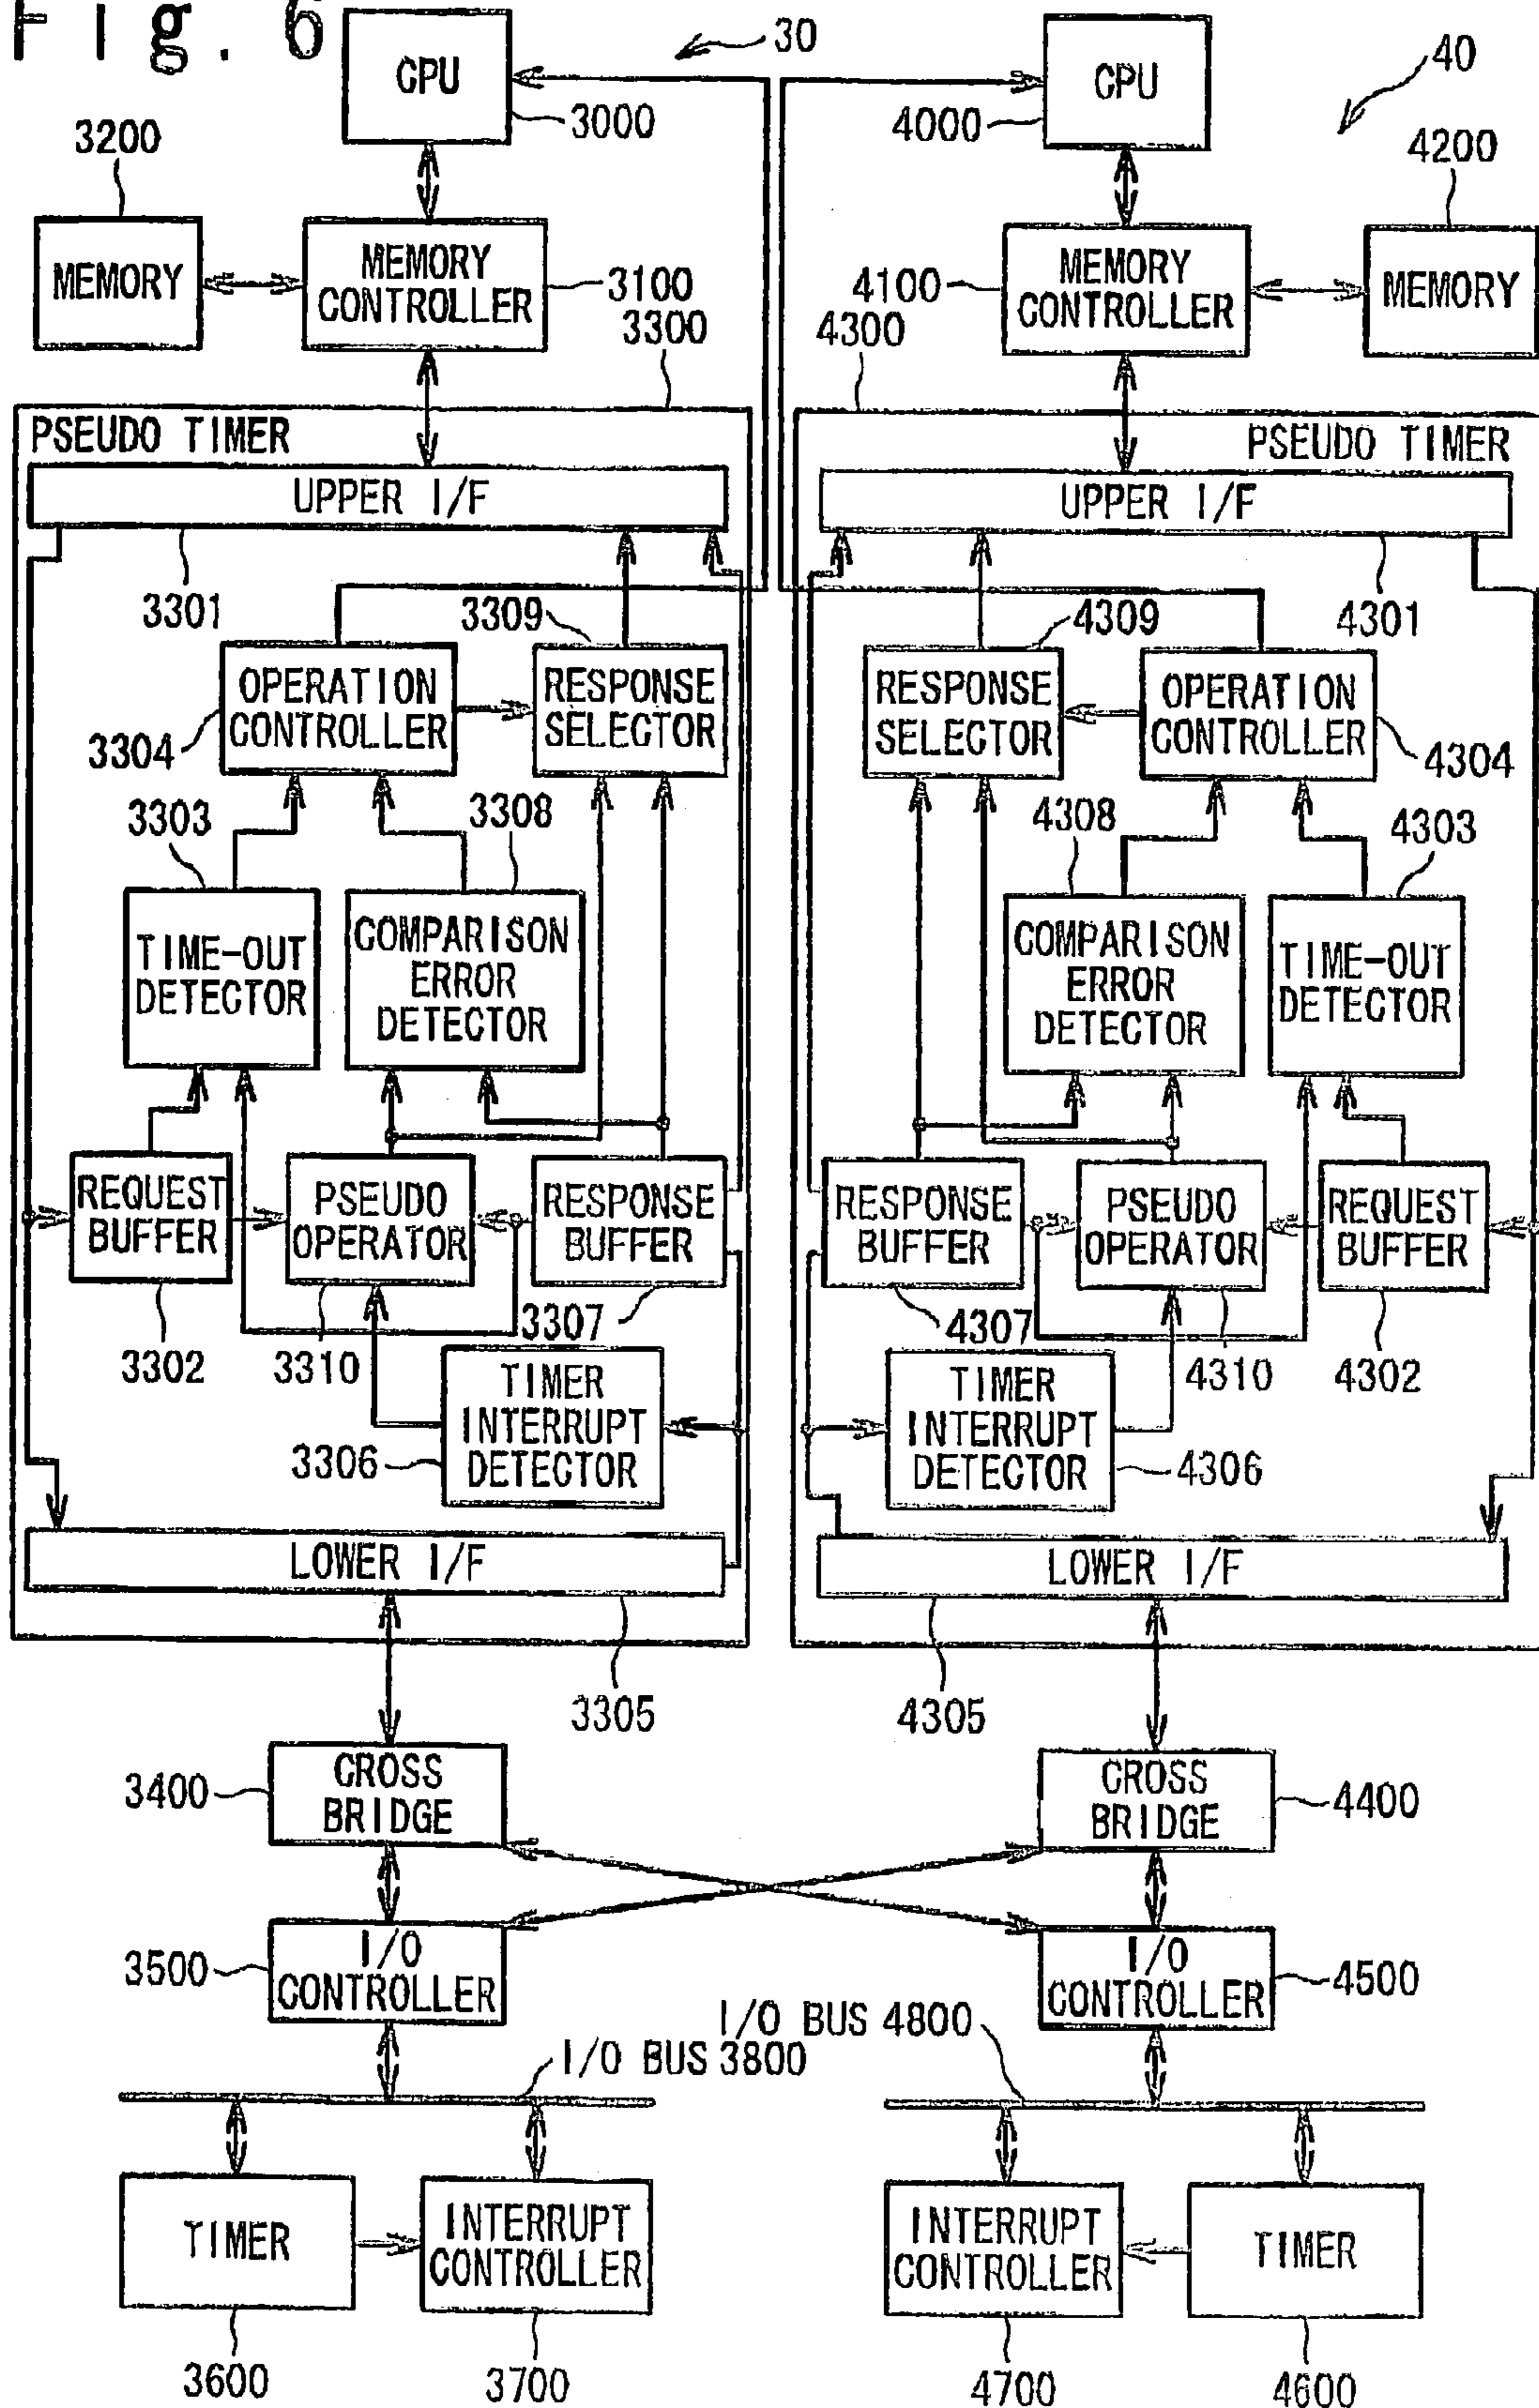 Fig. 6
30
40
CPU
3000
CPU
4000
3200
4200
MEMORY
MEMORY
CONTROLLER
3100
4100
MEMORY
CONTROLLER
MEMORY
3300
4300
PSEUDO TIMER
PSEUDO TIMER
UPPER I/F
UPPER I/F
3301
3309
4309
4301
OPERATION
CONTROLLER
RESPONSE
SELECTOR
RESPONSE
SELECTOR
OPERATION
CONTROLLER
3304
4304
3303
3308
4308
4303
TIME-OUT
DETECTOR
COMPARISON
ERROR
DETECTOR
COMPARISON
ERROR
DETECTOR
TIME-OUT
DETECTOR
REQUEST
BUFFER
PSEUDO
OPERATOR
RESPONSE
BUFFER
RESPONSE
BUFFER
PSEUDO
OPERATOR
REQUEST
BUFFER
3302
3310
3307
4307
4310
4302
TIMER
INTERRUPT
DETECTOR
3306
TIMER
INTERRUPT
DETECTOR
4306
LOWER I/F
LOWER I/F
3305
4305
3400
CROSS
BRIDGE
CROSS
BRIDGE
4400
3500
I/O
CONTROLLER
I/O
CONTROLLER
4500
I/O BUS 4800
I/O BUS 3800
TIMER
INTERRUPT
CONTROLLER
INTERRUPT
CONTROLLER
TIMER
3600
3700
4700
4600